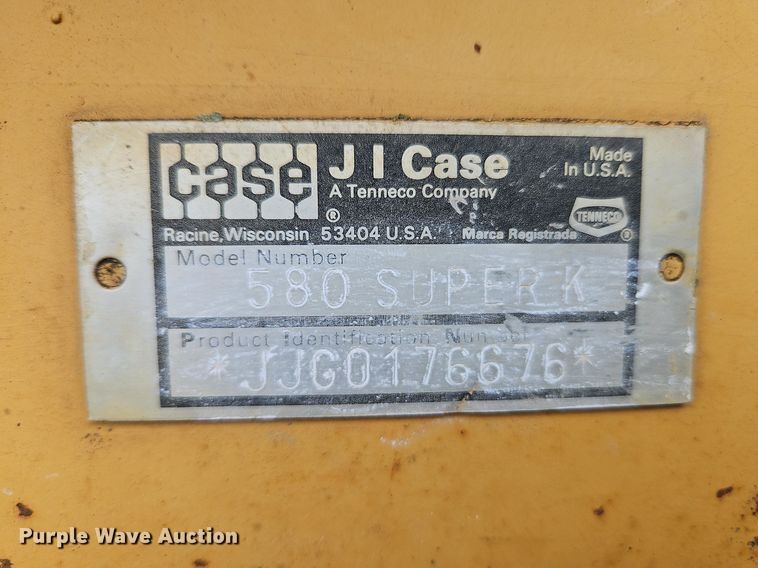 case
J I Case
A Tenneco Company
Made
In U.S.A.
TENNECO
®
®
Racine, Wisconsin 53404 U.S.A.
Marca Registrada
Model Number
580 SUPER K
Product Identification Number
*JJG0176676*
Purple Wave Auction